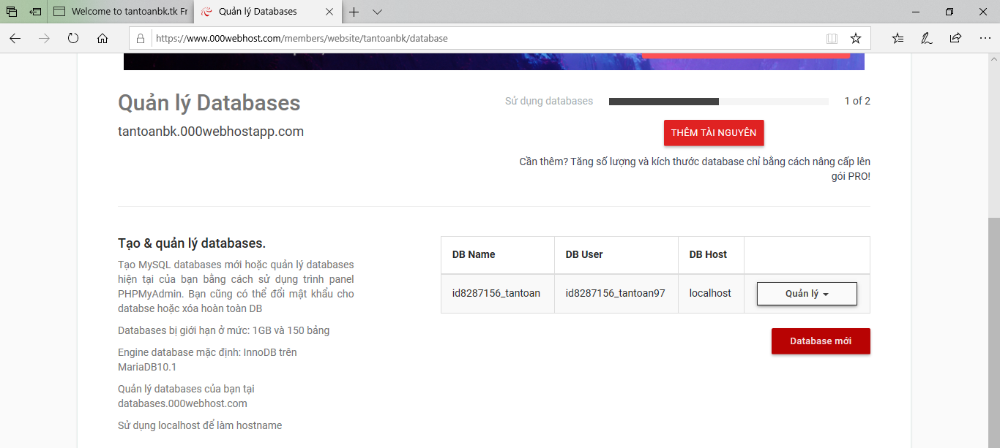 Welcome to tantoanbk.tk Fr
Quản lý Databases
https://www.000webhost.com/members/website/tantoanbk/database
Quản lý Databases
tantoanbk.000webhostapp.com
Sử dụng databases
1 of 2
THÊM TÀI NGUYÊN
Cần thêm? Tăng số lượng và kích thước database chỉ bằng cách nâng cấp lên
gói PRO!
Tạo & quản lý databases.
Tạo MySQL databases mới hoặc quản lý databases
hiện tại của bạn bằng cách sử dụng trình panel
PHPMyAdmin. Bạn cũng có thể đổi mật khẩu cho
databse hoặc xóa hoàn toàn DB
Databases bị giới hạn ở mức: 1GB và 150 bảng
Engine database mặc định: InnoDB trên
MariaDB10.1
Quản lý databases của bạn tại
databases.000webhost.com
Sử dụng localhost để làm hostname
DB Name DB User DB Host
id8287156_tantoan id8287156_tantoan97 localhost Quản lý
Database mới